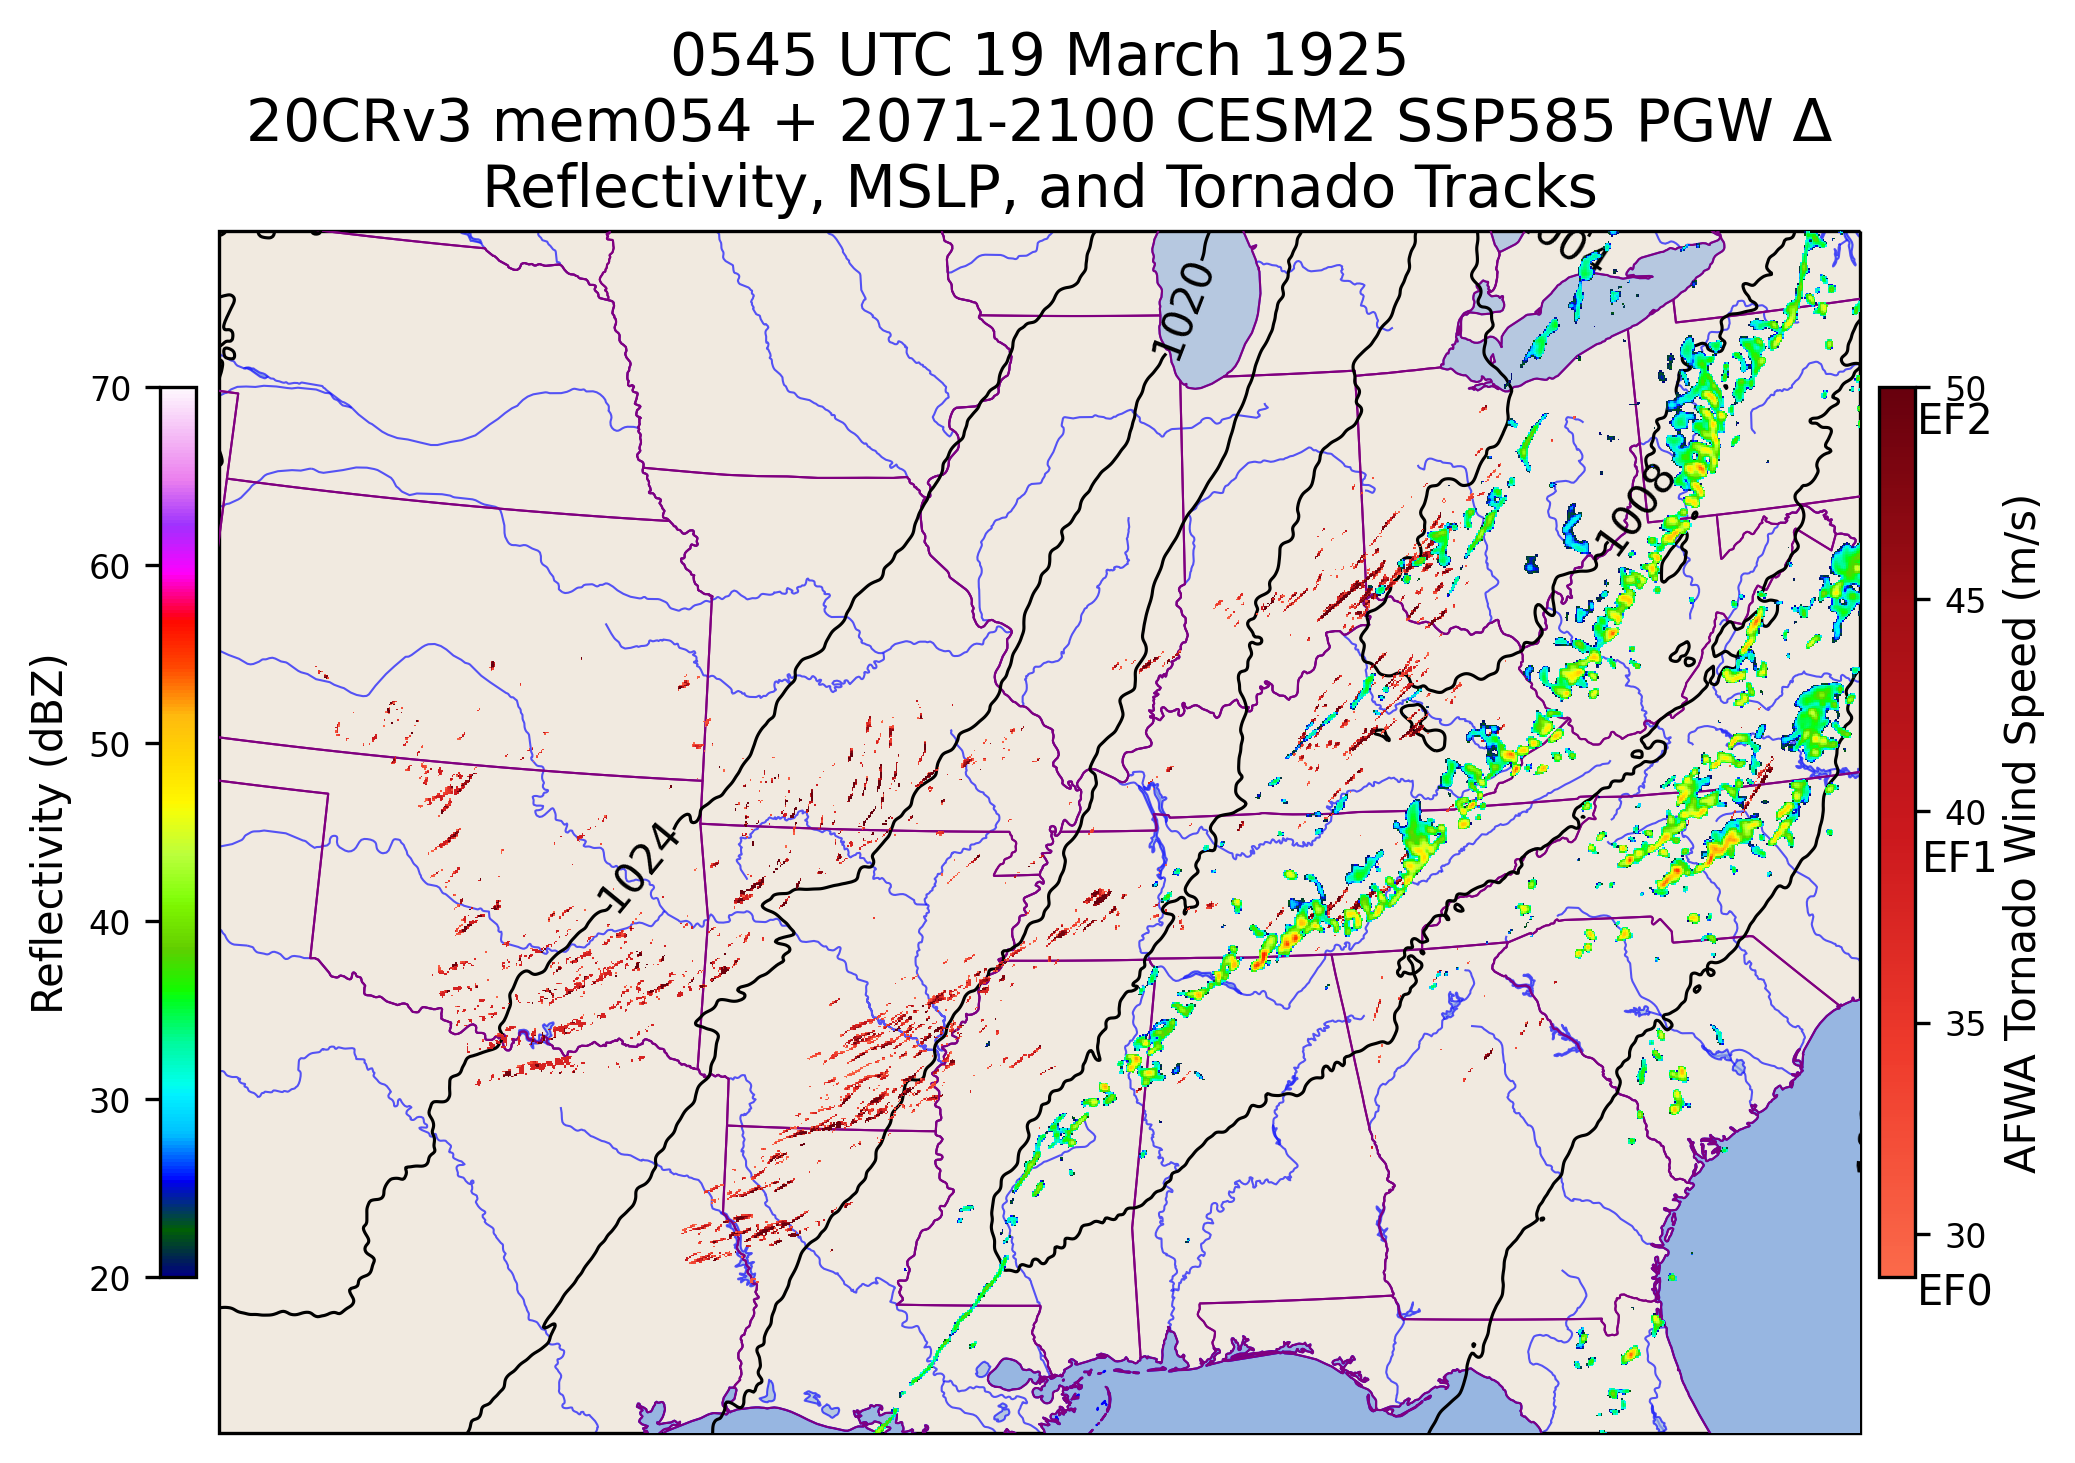 0545 UTC 19 March 1925
20CRv3 mem054 + 2071-2100 CESM2 SSP585 PGW Δ
Reflectivity, MSLP, and Tornado Tracks
Reflectivity (dBZ)
70
60
50
40
30
20
1020
1008
1024
50
EF2
45
40
EF1
35
30
EF0
AFWA Tornado Wind Speed (m/s)